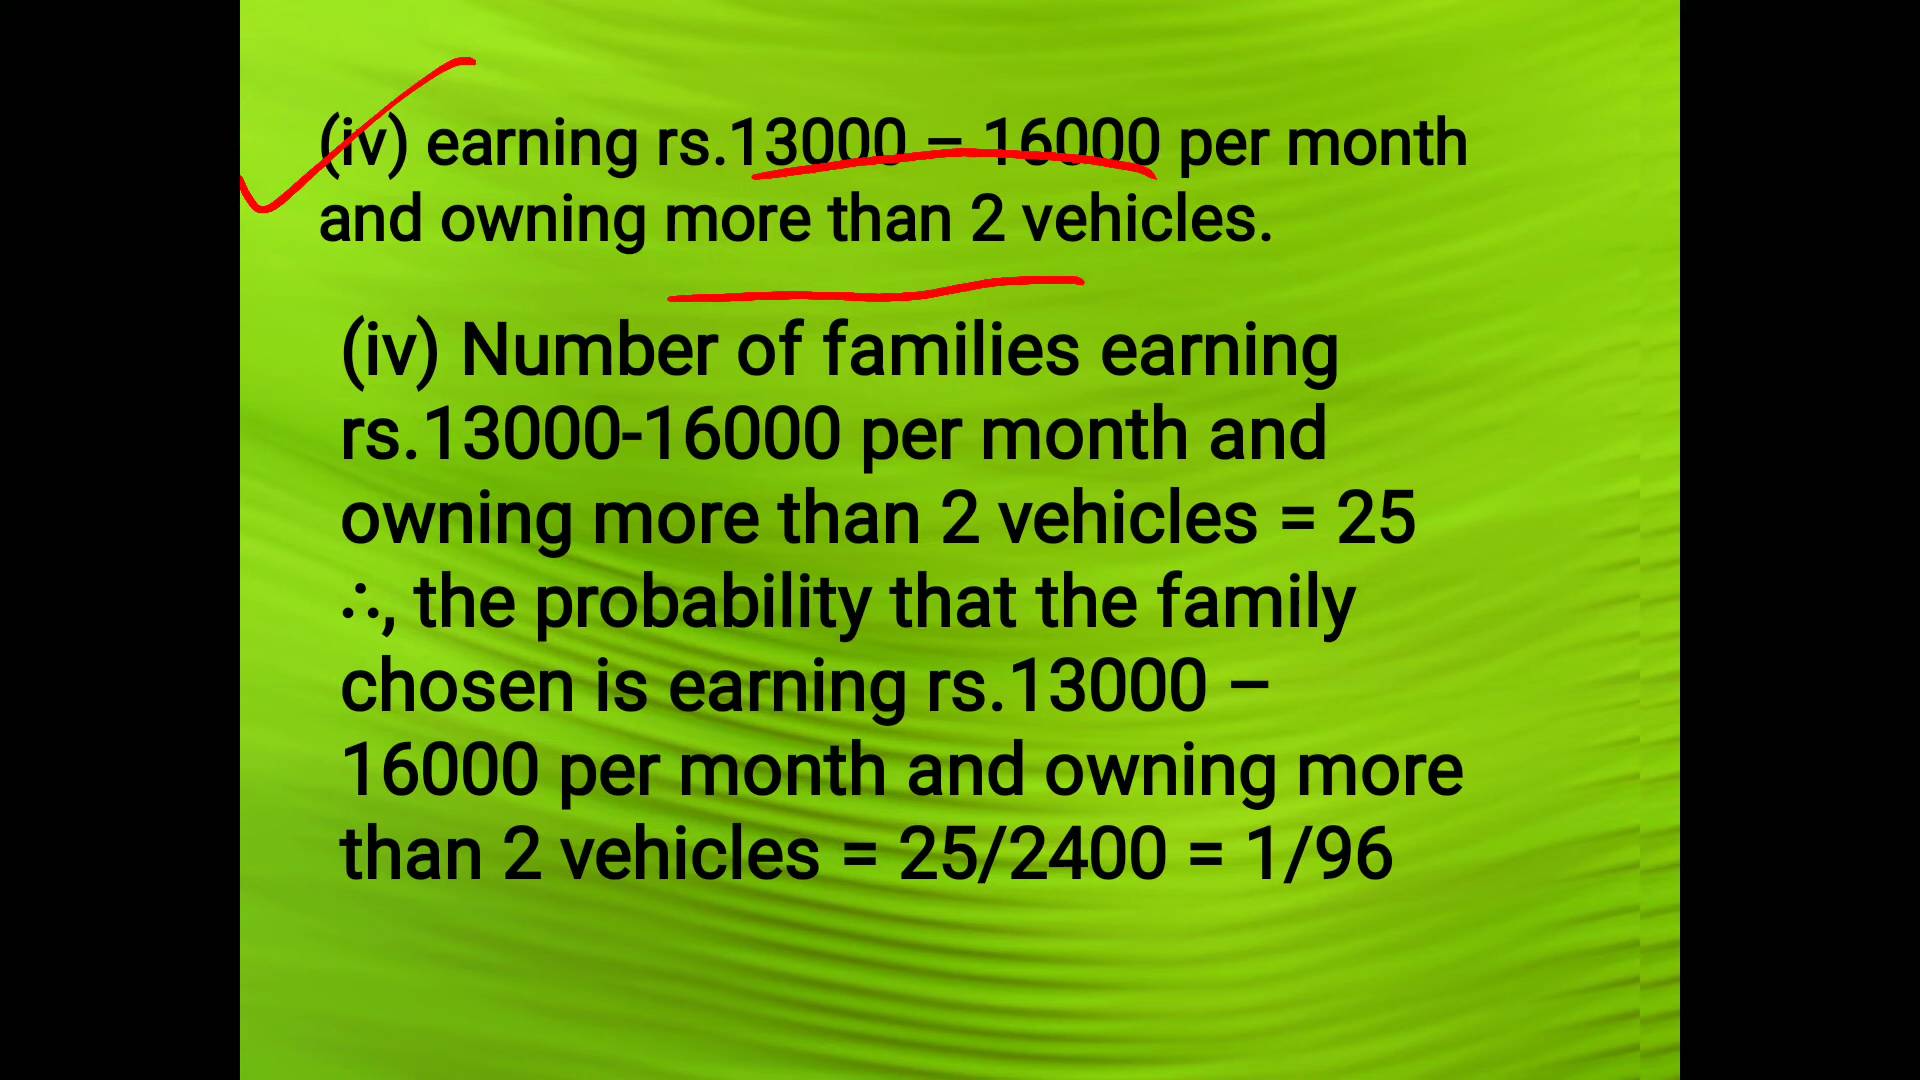 (iv) earning rs.13000 – 16000 per month
and owning more than 2 vehicles.
(iv) Number of families earning
rs.13000-16000 per month and
owning more than 2 vehicles = 25
∴, the probability that the family
chosen is earning rs.13000 –
16000 per month and owning more
than 2 vehicles = 25/2400 = 1/96